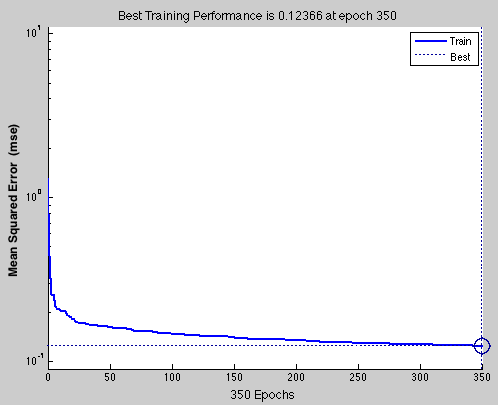 Best Training Performance is 0.12366 at epoch 350
Train
Best
Mean Squared Error (mse)
10^1
10^0
10^-1
0 50 100 150 200 250 300 350
350 Epochs